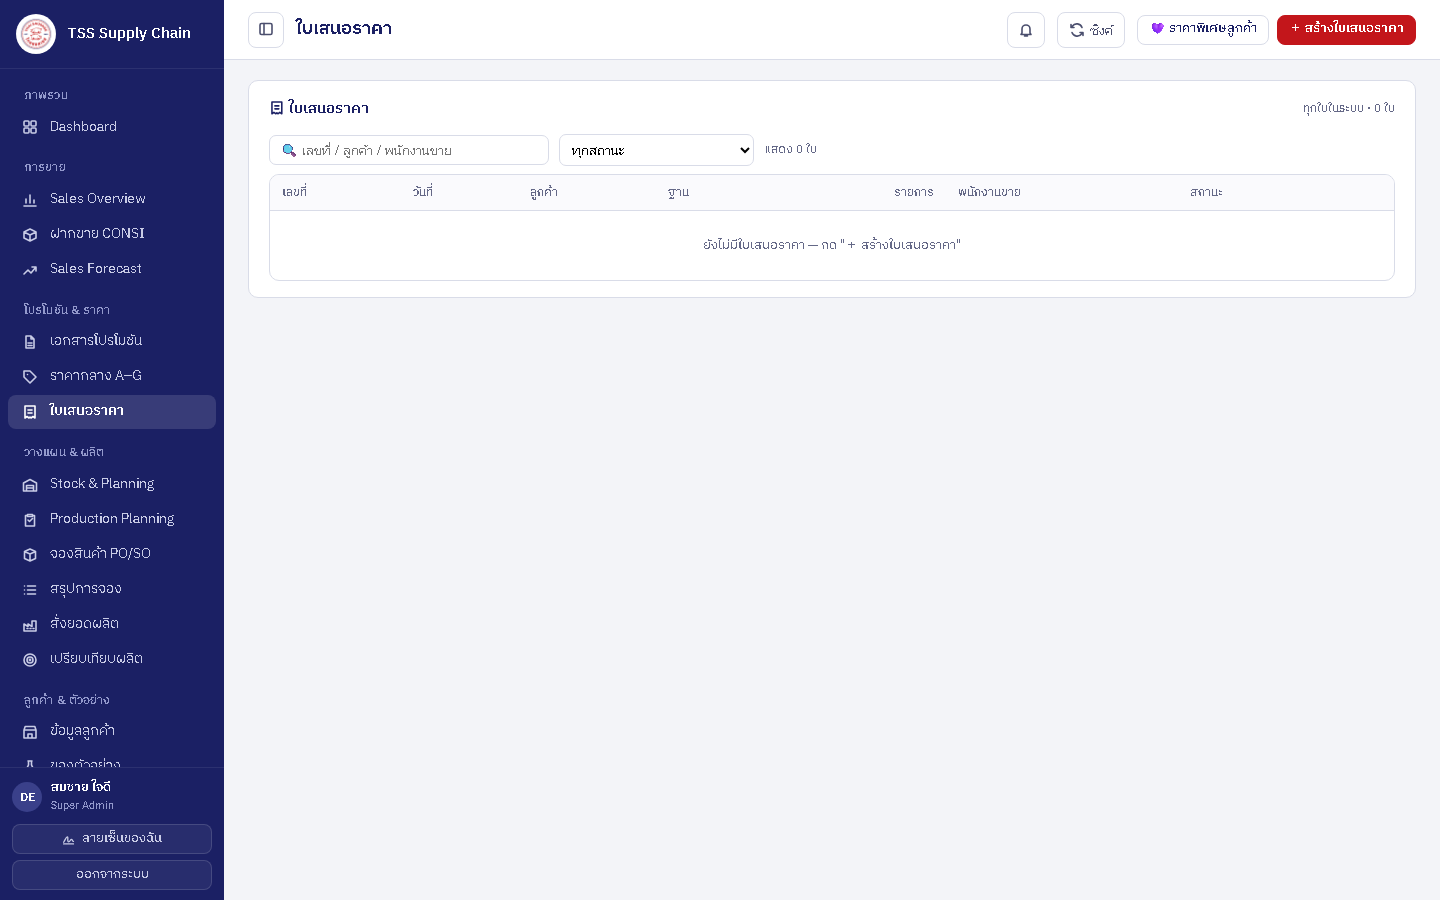 TSS Supply Chain
ภาพรวม
Dashboard
การขาย
Sales Overview
ฝากขาย CONSI
Sales Forecast
โปรโมชัน & ราคา
เอกสารโปรโมชัน
ราคากลาง A–G
ใบเสนอราคา
วางแผน & ผลิต
Stock & Planning
Production Planning
จองสินค้า PO/SO
สรุปการจอง
สั่งยอดผลิต
เปรียบเทียบผลิต
ลูกค้า & ตัวอย่าง
ข้อมูลลูกค้า
ของตัวอย่าง
DE
สมชาย ใจดี
Super Admin
ลายเซ็นของฉัน
ออกจากระบบ
ใบเสนอราคา
ซิงค์
💜 ราคาพิเศษลูกค้า
+ สร้างใบเสนอราคา
ใบเสนอราคา
ทุกใบในระบบ • 0 ใบ
🔍 เลขที่ / ลูกค้า / พนักงานขาย
ทุกสถานะ
แสดง 0 ใบ
เลขที่ วันที่ ลูกค้า ฐาน รายการ พนักงานขาย สถานะ
ยังไม่มีใบเสนอราคา — กด "+ สร้างใบเสนอราคา"